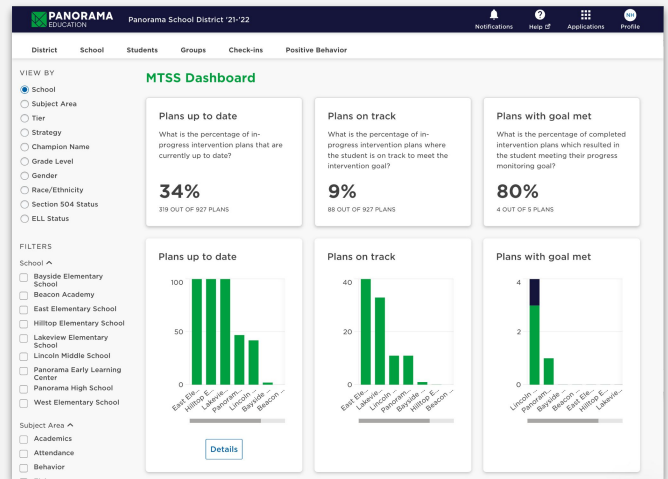 PANORAMA
EDUCATION
Panorama School District '21-'22
Notifications
Help
Applications
NH
Profile
District
School
Students
Groups
Check-ins
Positive Behavior
VIEW BY
School
Subject Area
Tier
Strategy
Champion Name
Grade Level
Gender
Race/Ethnicity
Section 504 Status
ELL Status
FILTERS
School
Bayside Elementary
School
Beacon Academy
East Elementary School
Hilltop Elementary School
Lakeview Elementary
School
Lincoln Middle School
Panorama Early Learning
Center
Panorama High School
West Elementary School
Subject Area
Academics
Attendance
Behavior
MTSS Dashboard
Plans up to date
What is the percentage of in-
progress intervention plans that are
currently up to date?
34%
319 OUT OF 927 PLANS
Plans on track
What is the percentage of in-
progress intervention plans where
the student is on track to meet the
intervention goal?
9%
88 OUT OF 927 PLANS
Plans with goal met
What is the percentage of completed
intervention plans which resulted in
the student meeting their progress
monitoring goal?
80%
4 OUT OF 5 PLANS
Plans up to date
100
50
0
East Ele...
Hilltop E...
Lakevie...
Panoram...
Lincoln ...
Bayside ...
Beacon ...
Details
Plans on track
40
20
0
East Ele...
Lakevie...
Lincoln ...
Panoram...
Bayside ...
Hilltop E...
Beacon ...
Plans with goal met
4
2
0
Lincoln ...
Panoram...
Bayside ...
Beacon ...
East Ele...
Hilltop E...
Lakevie...